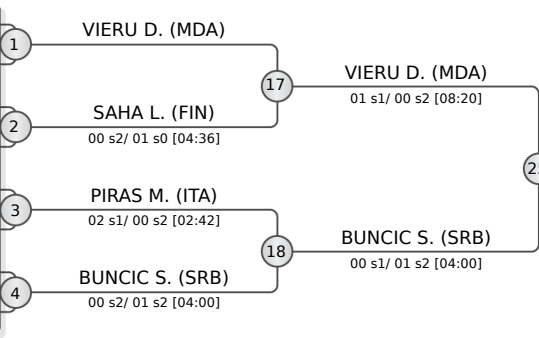 1
VIERU D. (MDA)
17
VIERU D. (MDA)
01 s1/ 00 s2 [08:20]
2
SAHA L. (FIN)
00 s2/ 01 s0 [04:36]
3
PIRAS M. (ITA)
02 s1/ 00 s2 [02:42]
18
BUNCIC S. (SRB)
00 s1/ 01 s2 [04:00]
4
BUNCIC S. (SRB)
00 s2/ 01 s2 [04:00]